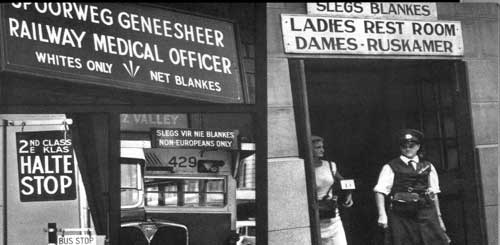 SPOORWEG GENEESHEER
RAILWAY MEDICAL OFFICER
WHITES ONLY NET BLANKES
2ND CLASS
E KLAS
HALTE
STOP
BUS STOP
Z VALLEY
SLEGS VIR NIE BLANKES
NON-EUROPEANS ONLY
429
SLEGS BLANKES
LADIES REST ROOM
DAMES-RUSKAMER